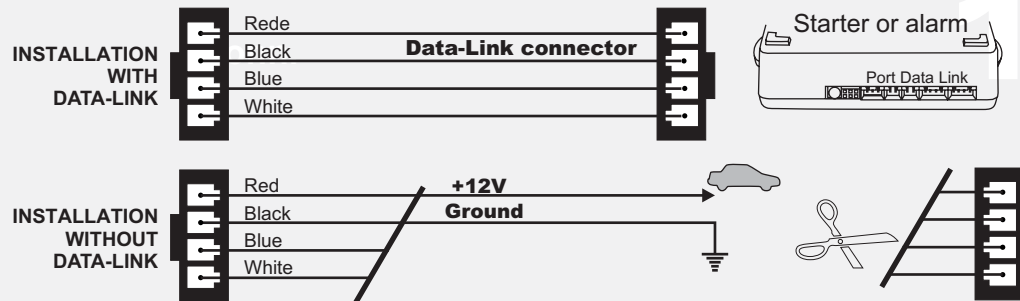 Rede
Black
Blue
White
INSTALLATION
WITH
DATA-LINK
Data-Link connector
Starter or alarm
Port Data Link
1
Red
Black
Blue
White
INSTALLATION
WITHOUT
DATA-LINK
+12V
Ground